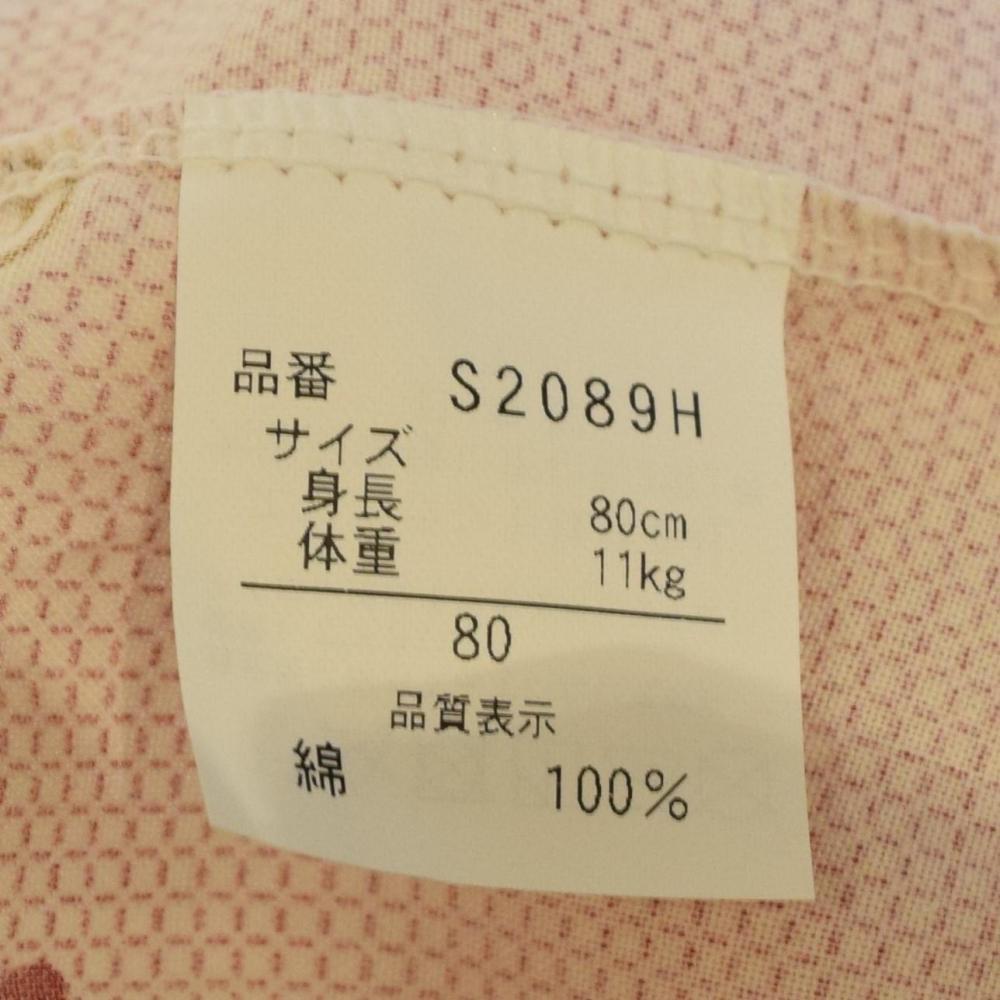 品番 S2089H
サイズ
身長 80cm
体重 11kg
80
品質表示
綿 100%